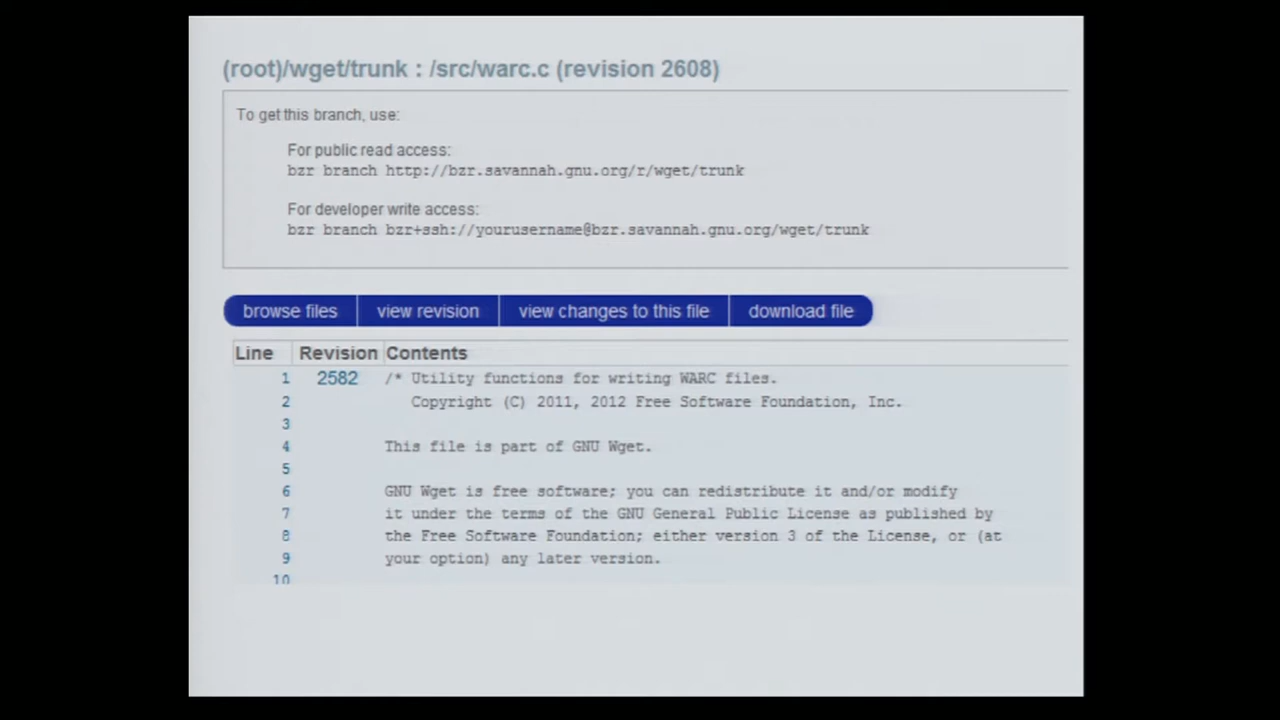 (root)/wget/trunk : /src/warc.c (revision 2608)
To get this branch, use:
For public read access:
bzr branch http://bzr.savannah.gnu.org/r/wget/trunk
For developer write access:
bzr branch bzr+ssh://yourusername@bzr.savannah.gnu.org/wget/trunk
browse files view revision view changes to this file download file
Line Revision Contents
1 2582 /* Utility functions for writing WARC files.
2 Copyright (C) 2011, 2012 Free Software Foundation, Inc.
3
4 This file is part of GNU Wget.
5
6 GNU Wget is free software; you can redistribute it and/or modify
7 it under the terms of the GNU General Public License as published by
8 the Free Software Foundation; either version 3 of the License, or (at
9 your option) any later version.
10